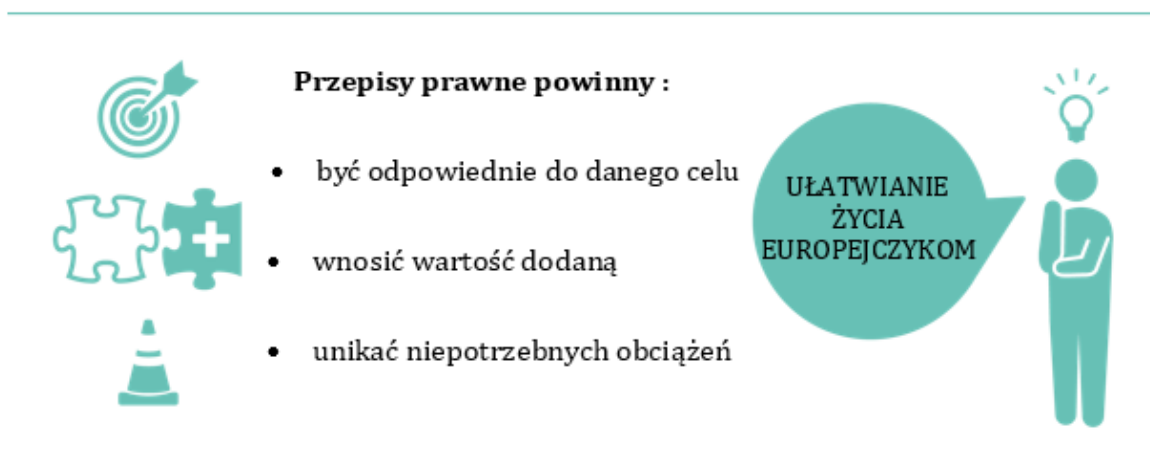 Przepisy prawne powinny :
• być odpowiednie do danego celu
• wnosić wartość dodaną
• unikać niepotrzebnych obciążeń
UŁATWIANIE
ŻYCIA
EUROPEJCZYKOM